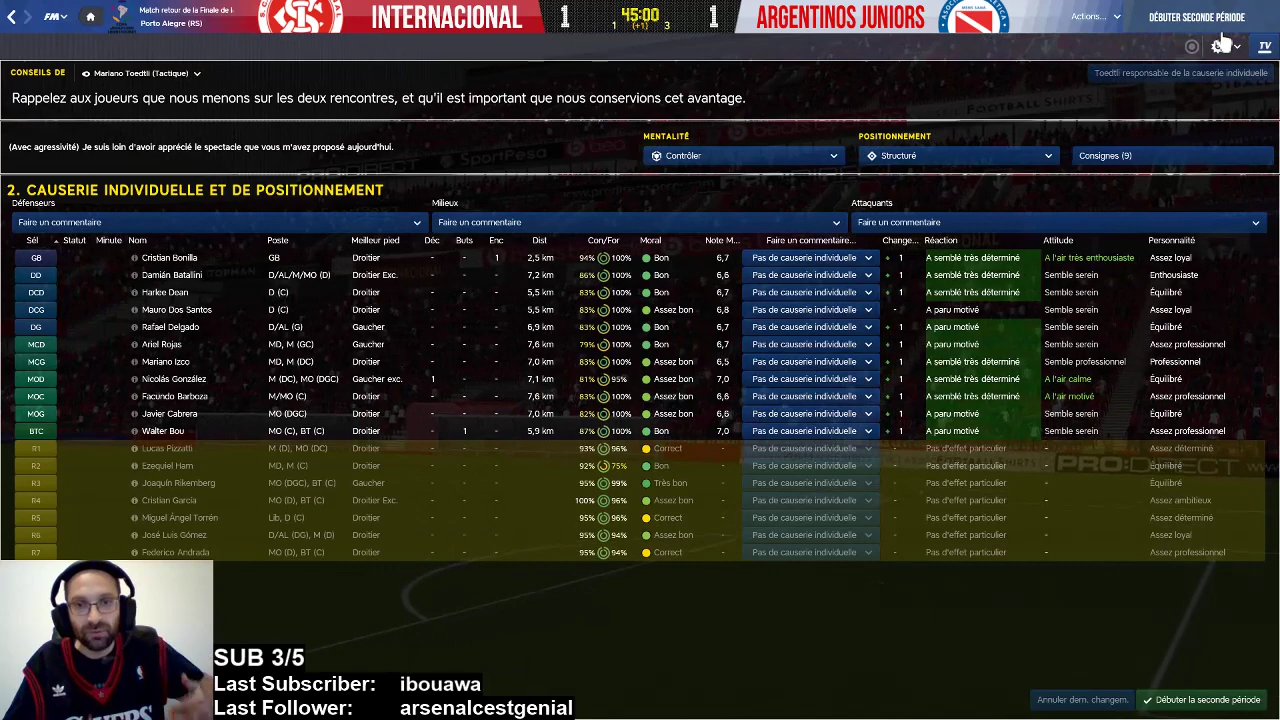 FM Match retour de la Finale de l INTERNACIONAL 1 45:00 1 ARGENTINOS JUNIORS Actions... DÉBUTER SECONDE PÉRIODE
Porto Alegre (RS) 1 (+1) 3
TV
CONSEILS DE Mariano Toedtli (Tactique) Toedtli responsable de la causerie individuelle
Rappelez aux joueurs que nous menons sur les deux rencontres, et qu'il est important que nous conservions cet avantage.
MENTALITÉ POSITIONNEMENT
(Avec agressivité) Je suis loin d'avoir apprécié le spectacle que vous m'avez proposé aujourd'hui. Contrôler Structuré Consignes (9)
2. CAUSERIE INDIVIDUELLE ET DE POSITIONNEMENT
Défenseurs Milieux Attaquants
Faire un commentaire Faire un commentaire Faire un commentaire
Sél Statut Minute Nom Poste Meilleur pied Déc Buts Enc Dist Con/For Moral Note M... Faire un commentaire... Change... Réaction Attitude Personnalité
GB Cristian Bonilla GB Droitier - - 1 2,5 km 94% 100% Bon 6,7 Pas de causerie individuelle 1 A semblé très déterminé A l'air très enthousiaste Assez loyal
DD Damián Batallini D/AL/M/MO (D) Droitier Exc. - - - 7,2 km 86% 100% Bon 6,7 Pas de causerie individuelle 1 A semblé très déterminé Semble serein Enthousiaste
DCD Harlee Dean D (C) Droitier - - - 5,5 km 83% 100% Bon 6,7 Pas de causerie individuelle 1 A semblé très déterminé Semble serein Équilibré
DCG Mauro Dos Santos D (C) Droitier - - - 5,5 km 83% 100% Assez bon 6,8 Pas de causerie individuelle - A paru motivé Semble serein Assez loyal
DG Rafael Delgado D/AL (G) Gaucher - - - 6,9 km 83% 100% Bon 6,7 Pas de causerie individuelle 1 A paru motivé Semble serein Équilibré
MCD Ariel Rojas MD, M (GC) Gaucher - - - 7,6 km 79% 100% Bon 6,7 Pas de causerie individuelle 1 A paru motivé Semble serein Assez professionnel
MCG Mariano Izco MD, M (DC) Droitier - - - 7,0 km 83% 100% Assez bon 6,5 Pas de causerie individuelle 1 A semblé très déterminé Semble professionnel Professionnel
MOD Nicolás González M (DC), MO (DGC) Gaucher exc. 1 - - 7,1 km 81% 95% Assez bon 7,0 Pas de causerie individuelle 1 A semblé très déterminé A l'air calme Équilibré
MOC Facundo Barboza M/MO (C) Droitier - - - 7,6 km 83% 100% Assez bon 6,6 Pas de causerie individuelle 1 A semblé très déterminé A l'air motivé Assez professionnel
MOG Javier Cabrera MO (DGC) Droitier - - - 7,0 km 82% 100% Assez bon 6,6 Pas de causerie individuelle 1 A paru motivé Semble serein Équilibré
BTC Walter Bou MO (C), BT (C) Droitier - 1 - 5,9 km 87% 100% Bon 7,0 Pas de causerie individuelle 1 A paru motivé Semble serein Assez professionnel
R1 Lucas Pizzatti M (D), MO (DC) Droitier - - - - 93% 96% Correct - Pas de causerie individuelle - Pas d'effet particulier - Assez déterminé
R2 Ezequiel Ham MD, M (C) Droitier - - - - 92% 75% Bon - Pas de causerie individuelle - Pas d'effet particulier - Équilibré
R3 Joaquín Rikemberg MO (DGC), BT (C) Gaucher - - - - 95% 99% Très bon - Pas de causerie individuelle - Pas d'effet particulier - Équilibré
R4 Cristian García MO (D), BT (C) Droitier Exc. - - - - 100% 96% Assez bon - Pas de causerie individuelle - Pas d'effet particulier - Assez ambitieux
R5 Miguel Ángel Torrén Lib, D (C) Droitier - - - - 95% 96% Correct - Pas de causerie individuelle - Pas d'effet particulier - Assez déterminé
R6 José Luis Gómez D/AL (DG), M (D) Droitier - - - - 95% 94% Assez bon - Pas de causerie individuelle - Pas d'effet particulier - Assez loyal
R7 Federico Andrada MO (D), BT (C) Droitier - - - - 95% 94% Correct - Pas de causerie individuelle - Pas d'effet particulier - Assez professionnel
SUB 3/5
Last Subscriber: ibouawa
Last Follower: arsenalcestgenial
Annuler dern. changem. Débuter la seconde période